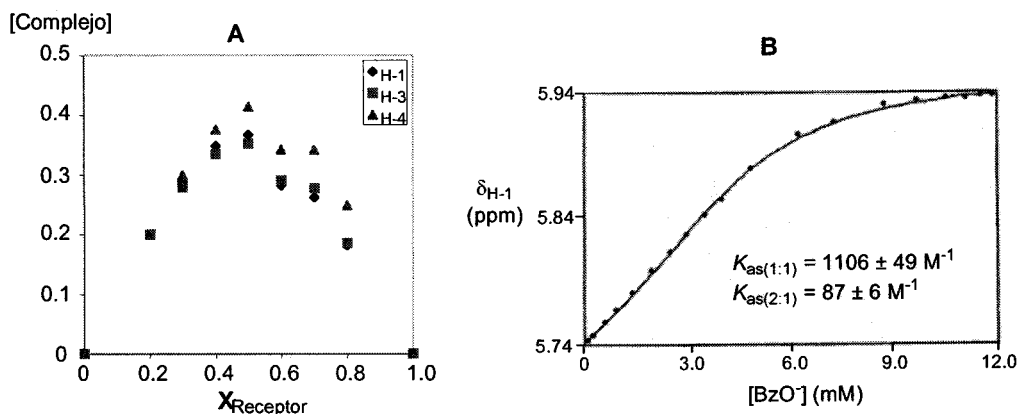 [Complejo]
A
0.5
0.4
0.3
0.2
0.1
0
H-1
H-3
H-4
0 0.2 0.4 0.6 0.8 1.0
XReceptor
B
5.94
δH-1
(ppm)
5.84
5.74
Kas(1:1) = 1106 ± 49 M-1
Kas(2:1) = 87 ± 6 M-1
0 3.0 6.0 9.0 12.0
[BzO-] (mM)